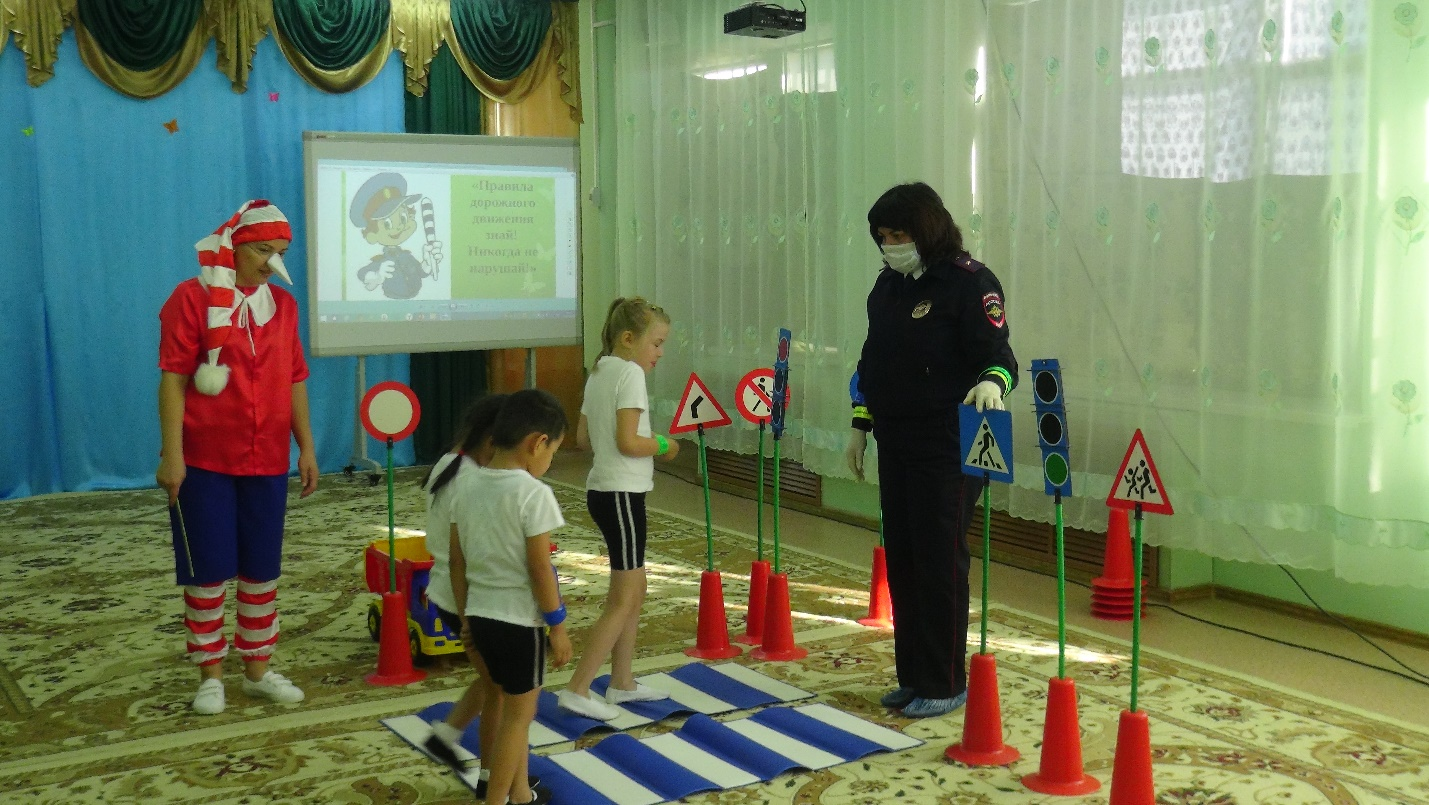 «Правила
дорожного
движения
знай!
Никогда не
нарушай!»